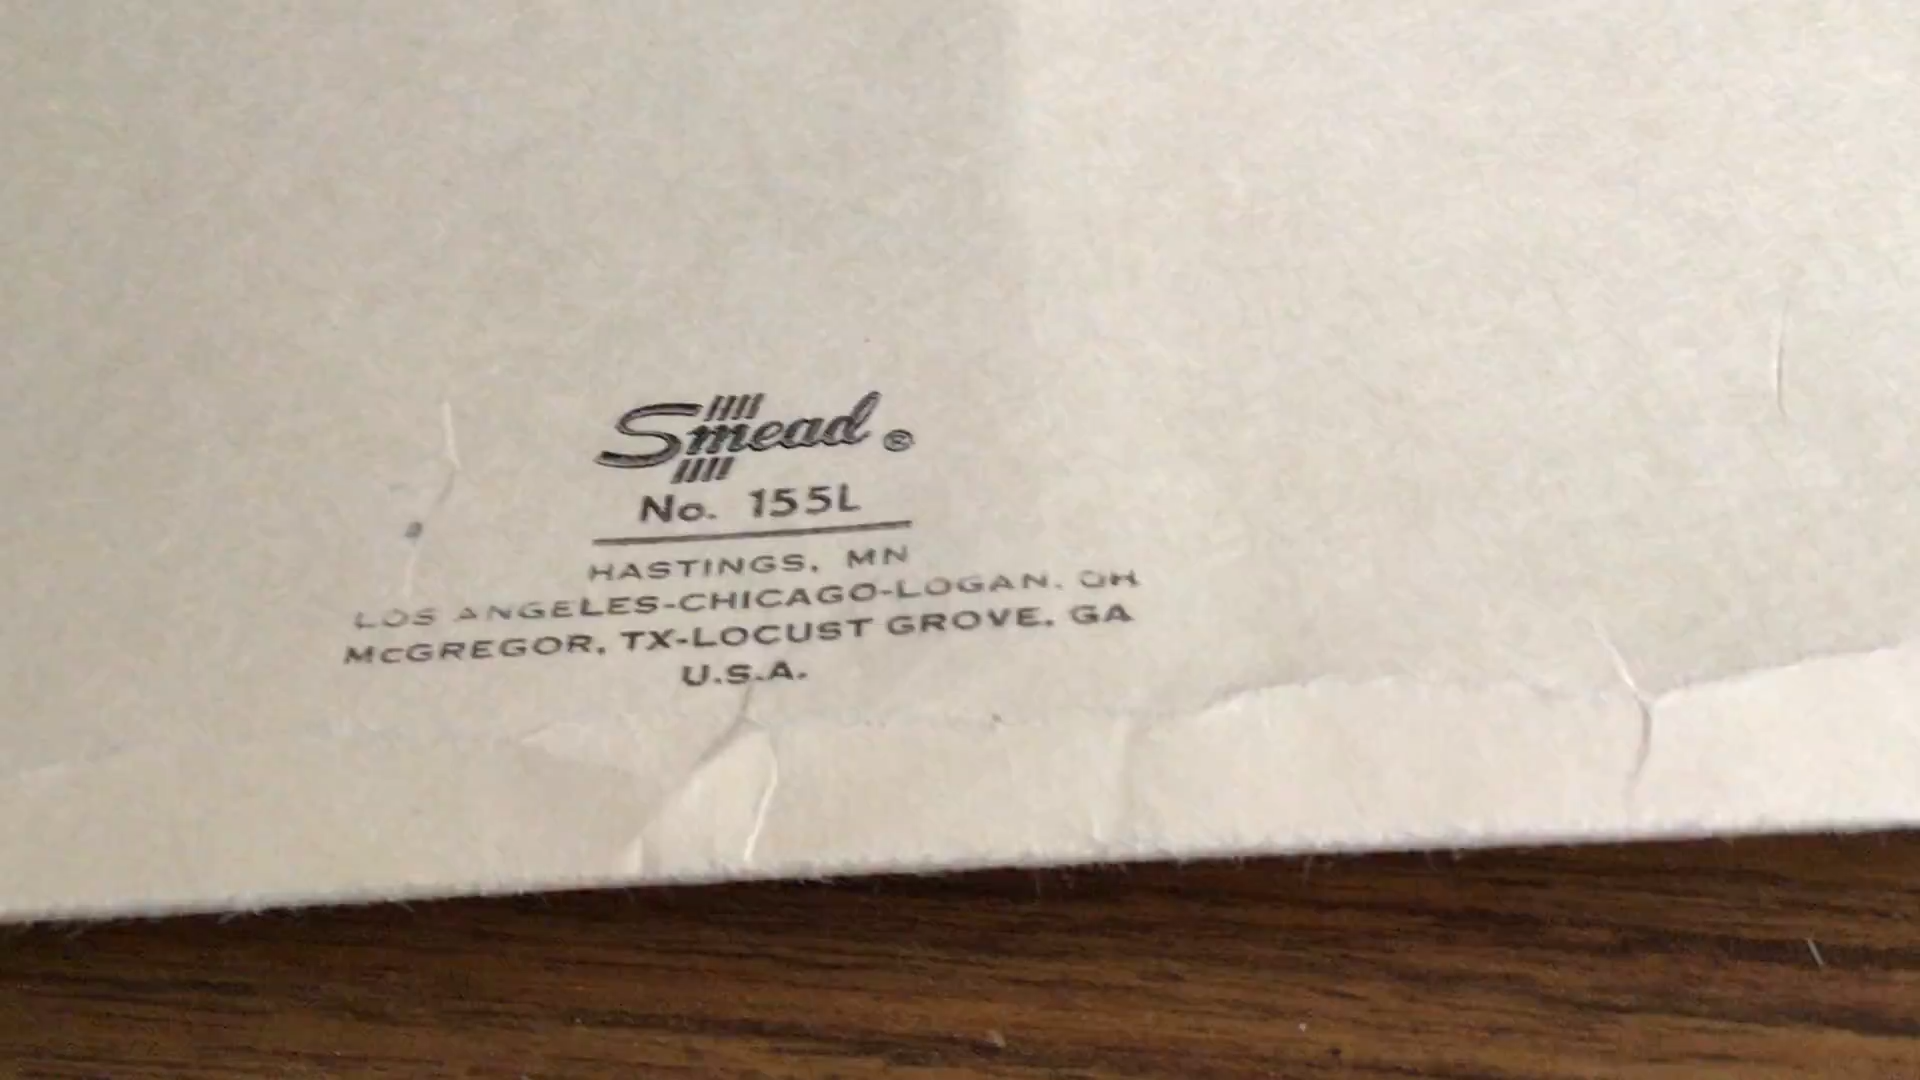 Smead ®
No. 155L
HASTINGS, MN
LOS ANGELES-CHICAGO-LOGAN, OH
McGREGOR, TX-LOCUST GROVE, GA
U.S.A.